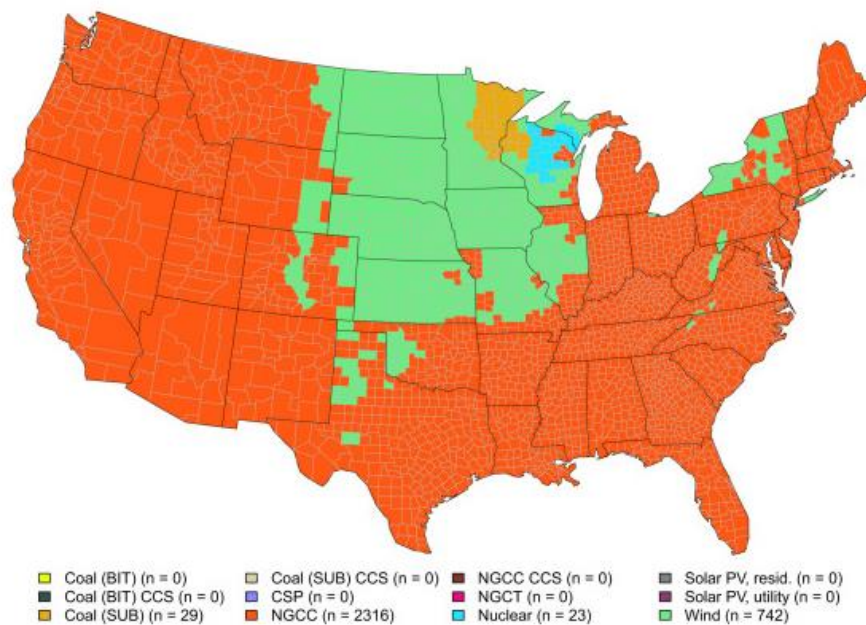 Coal (BIT) (n = 0) Coal (SUB) CCS (n = 0) NGCC CCS (n = 0) Solar PV, resid. (n = 0)
Coal (BIT) CCS (n = 0) CSP (n = 0) NGCT (n = 0) Solar PV, utility (n = 0)
Coal (SUB) (n = 29) NGCC (n = 2316) Nuclear (n = 23) Wind (n = 742)